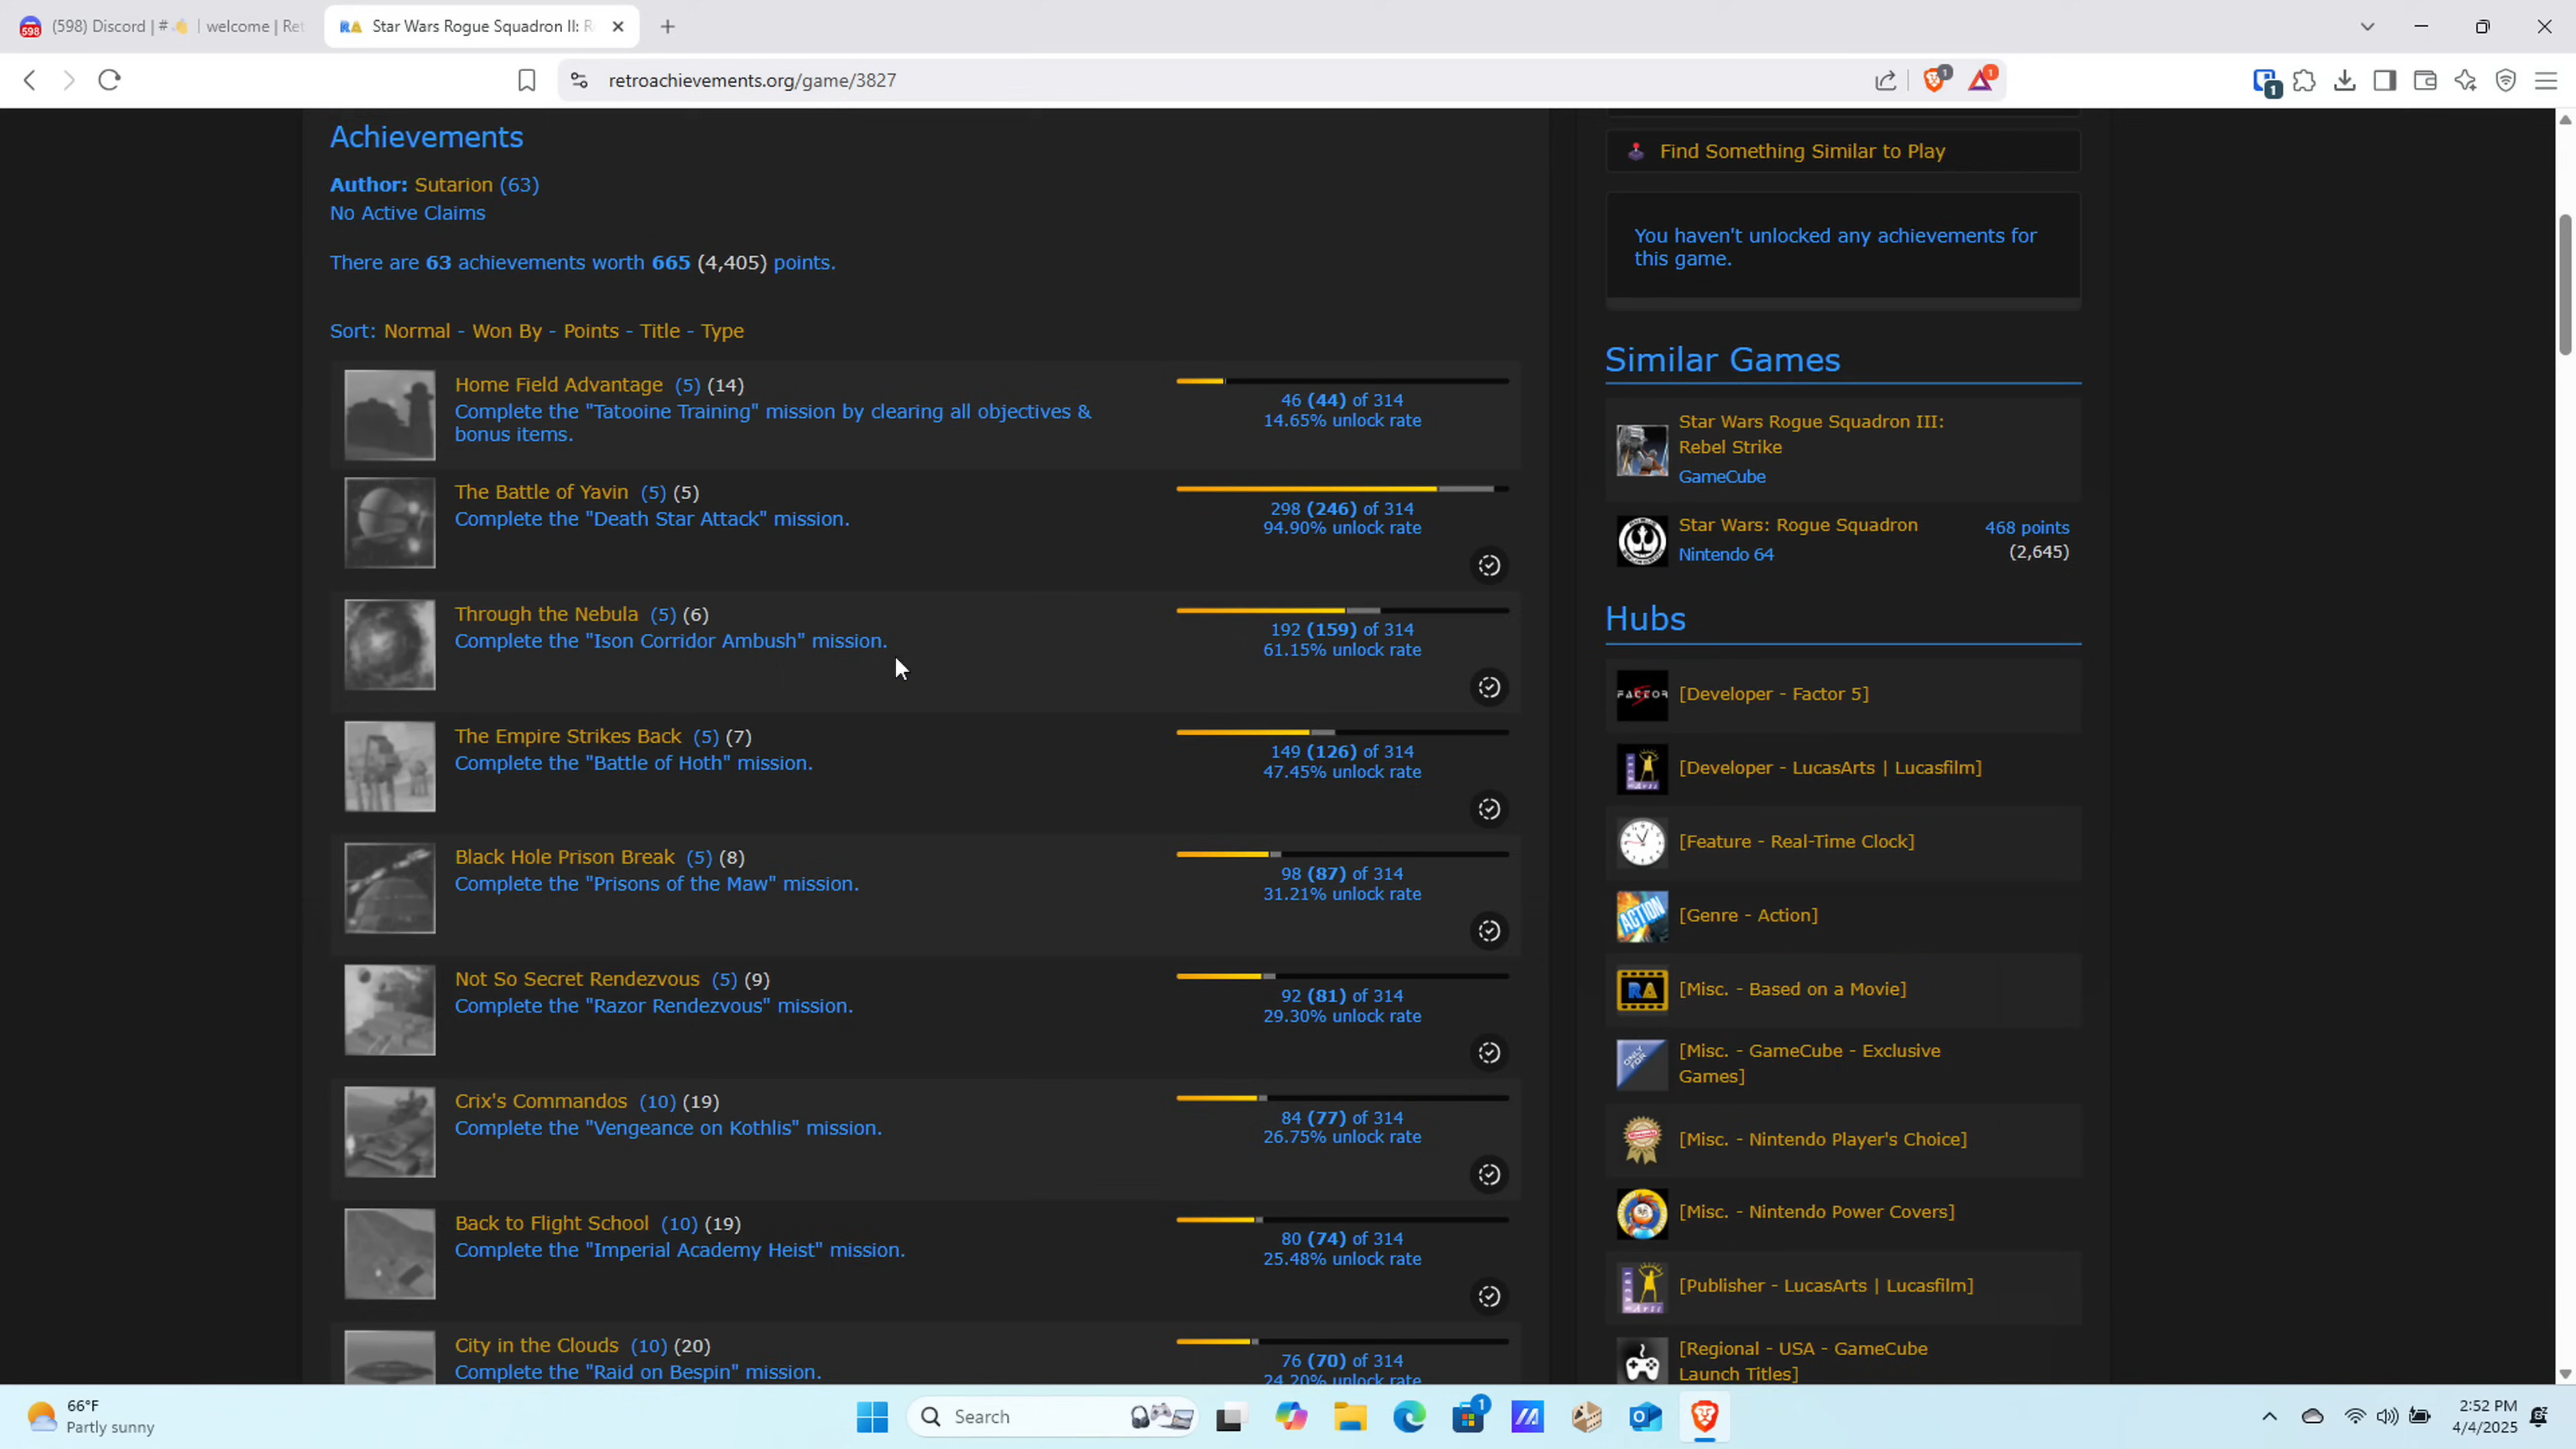 (598) Discord | # | welcome | Ret
Star Wars Rogue Squadron II: R
retroachievements.org/game/3827
Achievements
Author: Sutarion (63)
No Active Claims
There are 63 achievements worth 665 (4,405) points.
Sort: Normal - Won By - Points - Title - Type
Home Field Advantage (5) (14)
Complete the "Tatooine Training" mission by clearing all objectives &
bonus items.
46 (44) of 314
14.65% unlock rate
The Battle of Yavin (5) (5)
Complete the "Death Star Attack" mission.
298 (246) of 314
94.90% unlock rate
Through the Nebula (5) (6)
Complete the "Ison Corridor Ambush" mission.
192 (159) of 314
61.15% unlock rate
The Empire Strikes Back (5) (7)
Complete the "Battle of Hoth" mission.
149 (126) of 314
47.45% unlock rate
Black Hole Prison Break (5) (8)
Complete the "Prisons of the Maw" mission.
98 (87) of 314
31.21% unlock rate
Not So Secret Rendezvous (5) (9)
Complete the "Razor Rendezvous" mission.
92 (81) of 314
29.30% unlock rate
Crix's Commandos (10) (19)
Complete the "Vengeance on Kothlis" mission.
84 (77) of 314
26.75% unlock rate
Back to Flight School (10) (19)
Complete the "Imperial Academy Heist" mission.
80 (74) of 314
25.48% unlock rate
City in the Clouds (10) (20)
Complete the "Raid on Bespin" mission.
76 (70) of 314
24.20% unlock rate
Find Something Similar to Play
You haven't unlocked any achievements for
this game.
Similar Games
Star Wars Rogue Squadron III:
Rebel Strike
GameCube
Star Wars: Rogue Squadron
Nintendo 64
468 points
(2,645)
Hubs
[Developer - Factor 5]
[Developer - LucasArts | Lucasfilm]
[Feature - Real-Time Clock]
ACTION
[Genre - Action]
RA
[Misc. - Based on a Movie]
ONLY FOR
[Misc. - GameCube - Exclusive
Games]
[Misc. - Nintendo Player's Choice]
[Misc. - Nintendo Power Covers]
[Publisher - LucasArts | Lucasfilm]
[Regional - USA - GameCube
Launch Titles]
66°F
Partly sunny
Search
2:52 PM
4/4/2025